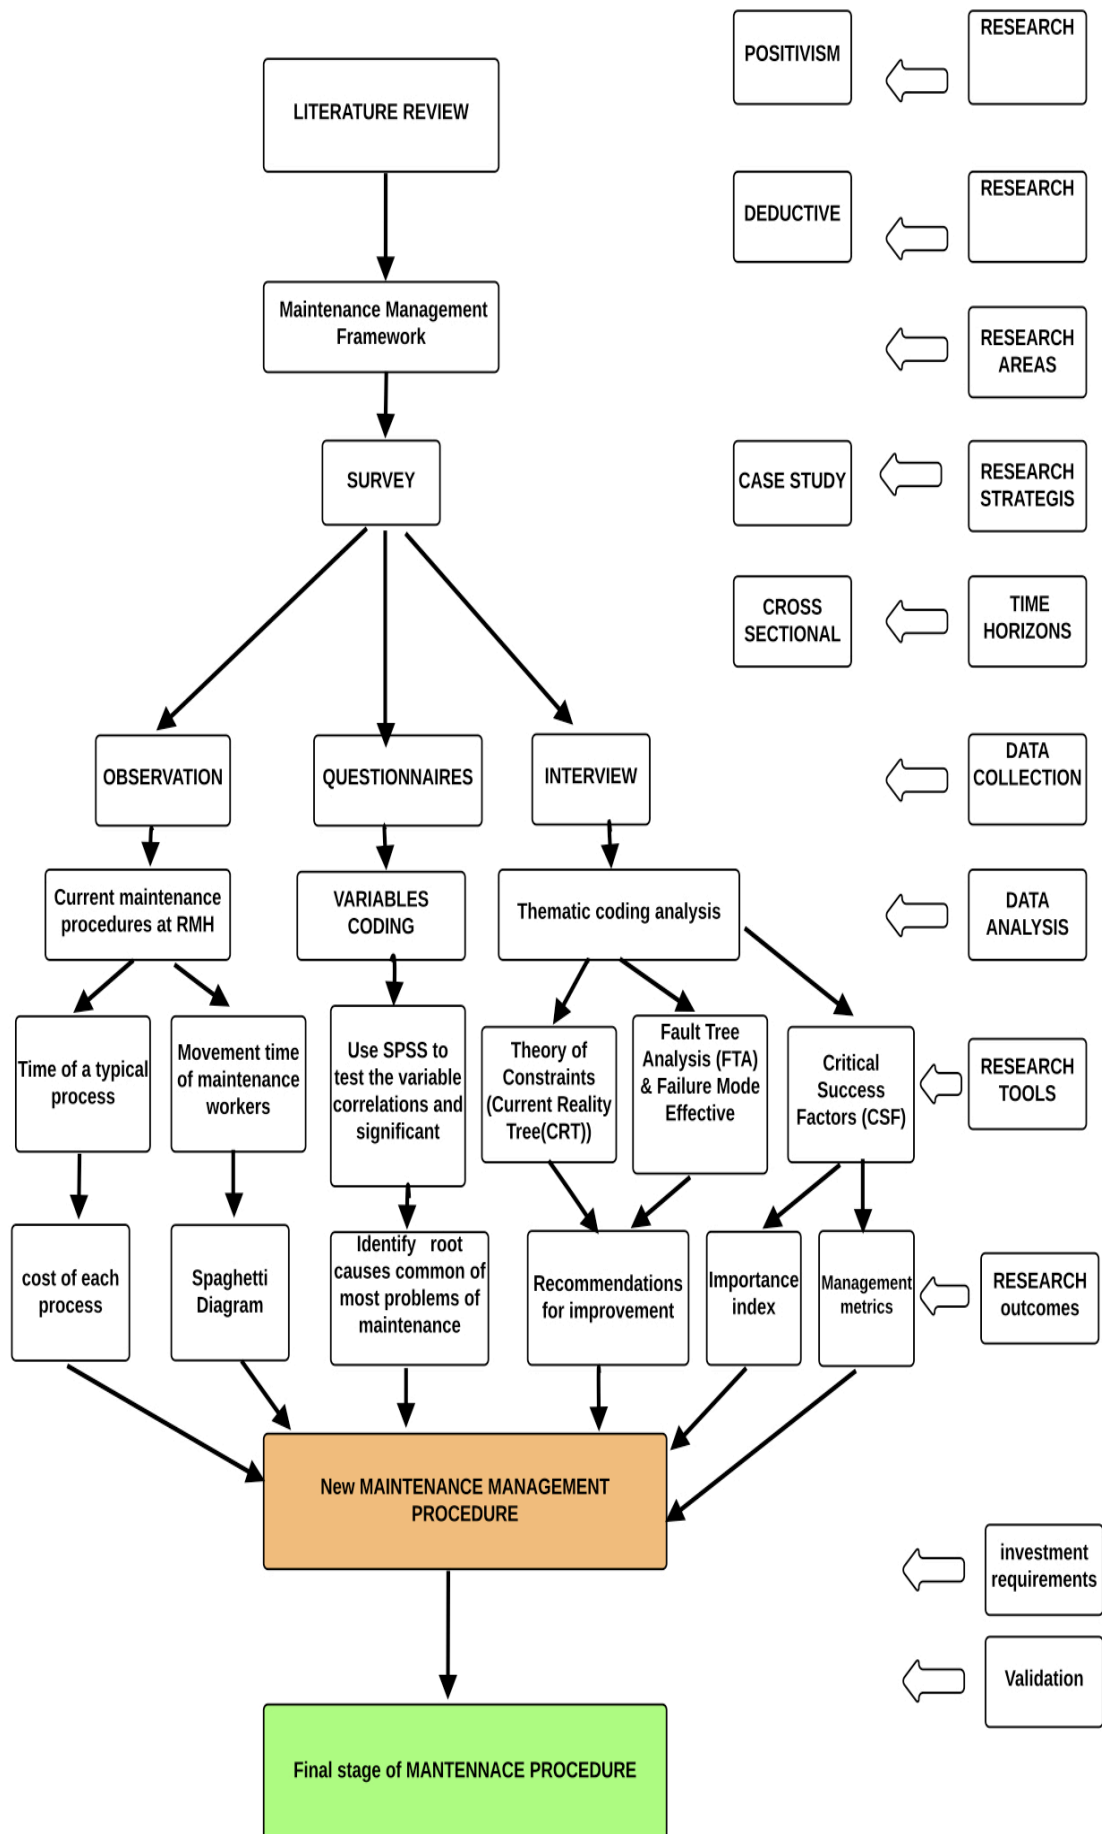 LITERATURE REVIEW
POSITIVISM
RESEARCH
DEDUCTIVE
RESEARCH
Maintenance Management
Framework
RESEARCH
AREAS
SURVEY
CASE STUDY
RESEARCH
STRATEGIS
CROSS
SECTIONAL
TIME
HORIZONS
OBSERVATION
QUESTIONNAIRES
INTERVIEW
DATA
COLLECTION
Current maintenance
procedures at RMH
VARIABLES
CODING
Thematic coding analysis
DATA
ANALYSIS
Time of a typical
process
Movement time
of maintenance
workers
Use SPSS to
test the variable
correlations and
significant
Theory of
Constraints
(Current Reality
Tree(CRT))
Fault Tree
Analysis (FTA)
& Failure Mode
Effective
Critical
Success
Factors (CSF)
RESEARCH
TOOLS
cost of each
process
Spaghetti
Diagram
Identify root
causes common of
most problems of
maintenance
Recommendations
for improvement
Importance
index
Management
metrics
RESEARCH
outcomes
New MAINTENANCE MANAGEMENT
PROCEDURE
investment
requirements
Validation
Final stage of MANTENNACE PROCEDURE